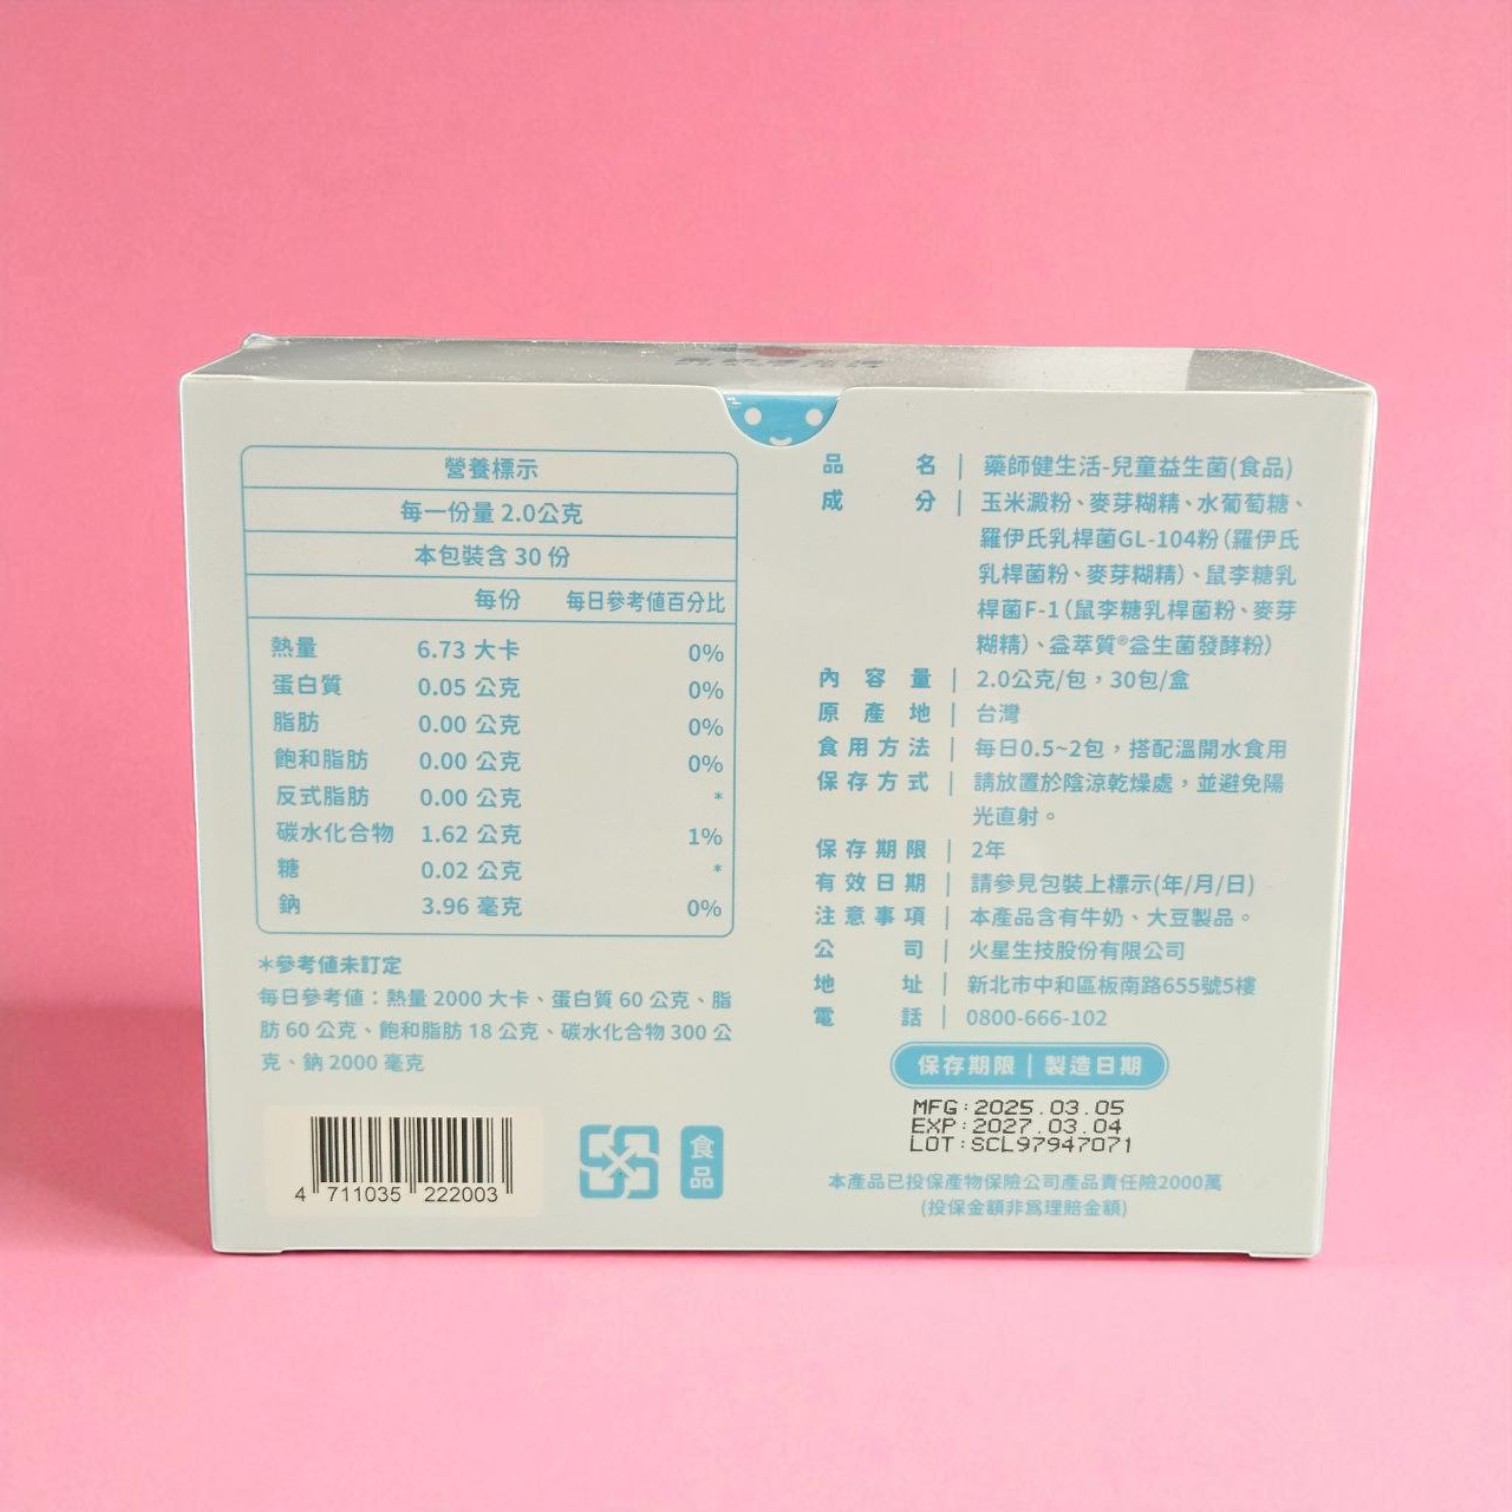 營養標示
每一份量 2.0公克
本包裝含 30 份
每份 每日參考值百分比
熱量 6.73 大卡 0%
蛋白質 0.05 公克 0%
脂肪 0.00 公克 0%
飽和脂肪 0.00 公克 0%
反式脂肪 0.00 公克 *
碳水化合物 1.62 公克 1%
糖 0.02 公克 *
鈉 3.96 毫克 0%
*參考值未訂定
每日參考值：熱量 2000 大卡、蛋白質 60 公克、脂
肪 60 公克、飽和脂肪 18 公克、碳水化合物 300 公
克、鈉 2000 毫克
4 711035 222003
食品
品名｜藥師健生活-兒童益生菌(食品)
成分｜玉米澱粉、麥芽糊精、水葡萄糖、
羅伊氏乳桿菌GL-104粉（羅伊氏
乳桿菌粉、麥芽糊精）、鼠李糖乳
桿菌F-1（鼠李糖乳桿菌粉、麥芽
糊精）、益萃質®益生菌發酵粉）
內容量｜2.0公克/包，30包/盒
原產地｜台灣
食用方法｜每日0.5~2包，搭配溫開水食用
保存方式｜請放置於陰涼乾燥處，並避免陽
光直射。
保存期限｜2年
有效日期｜請參見包裝上標示(年/月/日)
注意事項｜本產品含有牛奶、大豆製品。
公司｜火星生技股份有限公司
地址｜新北市中和區板南路655號5樓
電話｜0800-666-102
保存期限｜製造日期
MFG:2025.03.05
EXP:2027.03.04
LOT:SCL97947071
本產品已投保產物保險公司產品責任險2000萬
(投保金額非為理賠金額)